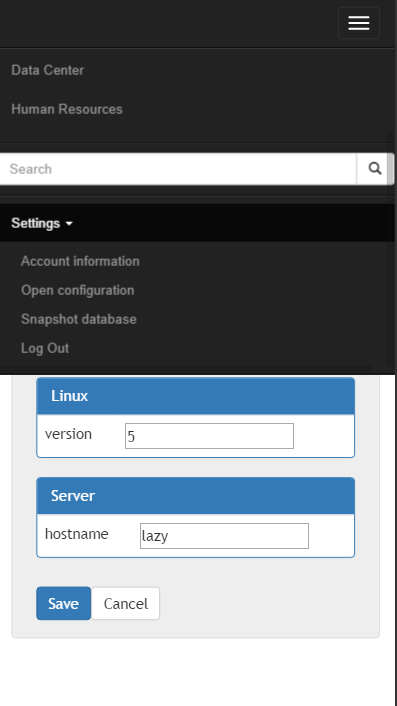 Data Center
Human Resources
Search
Settings
Account information
Open configuration
Snapshot database
Log Out
Linux
version 5
Server
hostname lazy
Save Cancel